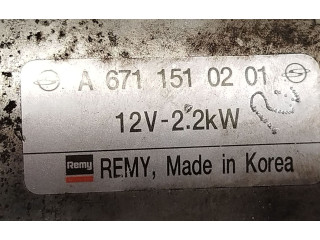 A 671 151 02 01
12V-2.2kW
Remy
REMY, Made in Korea